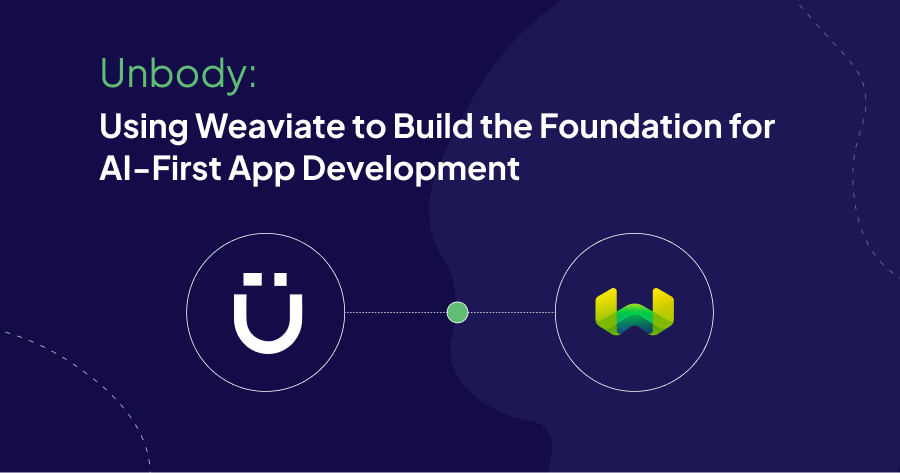 Unbody:
Using Weaviate to Build the Foundation for
AI-First App Development